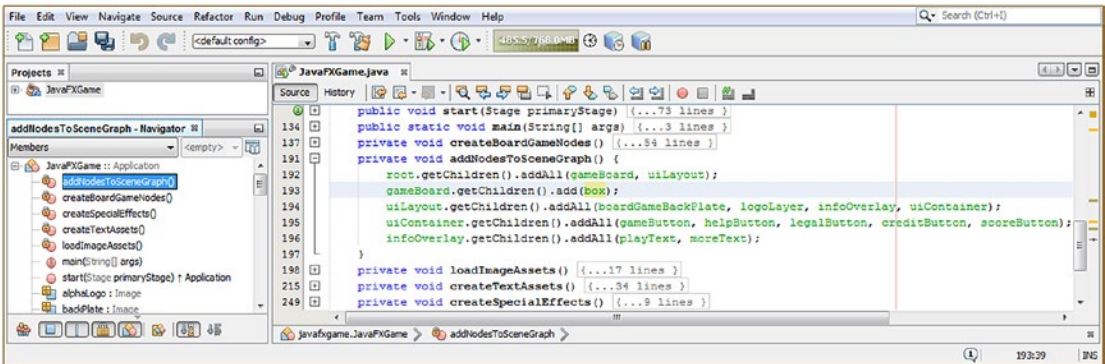 File Edit View Navigate Source Refactor Run Debug Profile Team Tools Window Help
Search (Ctrl+I)
<default config>
485.5/768.0MB
Projects
JavaFXGame
addNodesToSceneGraph - Navigator
Members
<empty>
JavaFXGame :: Application
addNodesToSceneGraph()
createBoardGameNodes()
createSpecialEffects()
createTextAssets()
loadImageAssets()
main(String[] args)
start(Stage primaryStage) ↑ Application
alphaLogo : Image
backPlate : Image
JavaFXGame.java
Source History
public void start(Stage primaryStage) {...73 lines }
134 public static void main(String[] args) {...3 lines }
137 private void createBoardGameNodes() {...54 lines }
191 private void addNodesToSceneGraph() {
192 root.getChildren().addAll(gameBoard, uiLayout);
193 gameBoard.getChildren().add(box);
194 uiLayout.getChildren().addAll(boardGameBackPlate, logoLayer, infoOverlay, uiContainer);
195 uiContainer.getChildren().addAll(gameButton, helpButton, legalButton, creditButton, scoreButton);
196 infoOverlay.getChildren().addAll(playText, moreText);
197 }
198 private void loadImageAssets() {...17 lines }
215 private void createTextAssets() {...34 lines }
249 private void createSpecialEffects() {...9 lines }
javafxgame.JavaFXGame addNodesToSceneGraph
193:39 INS